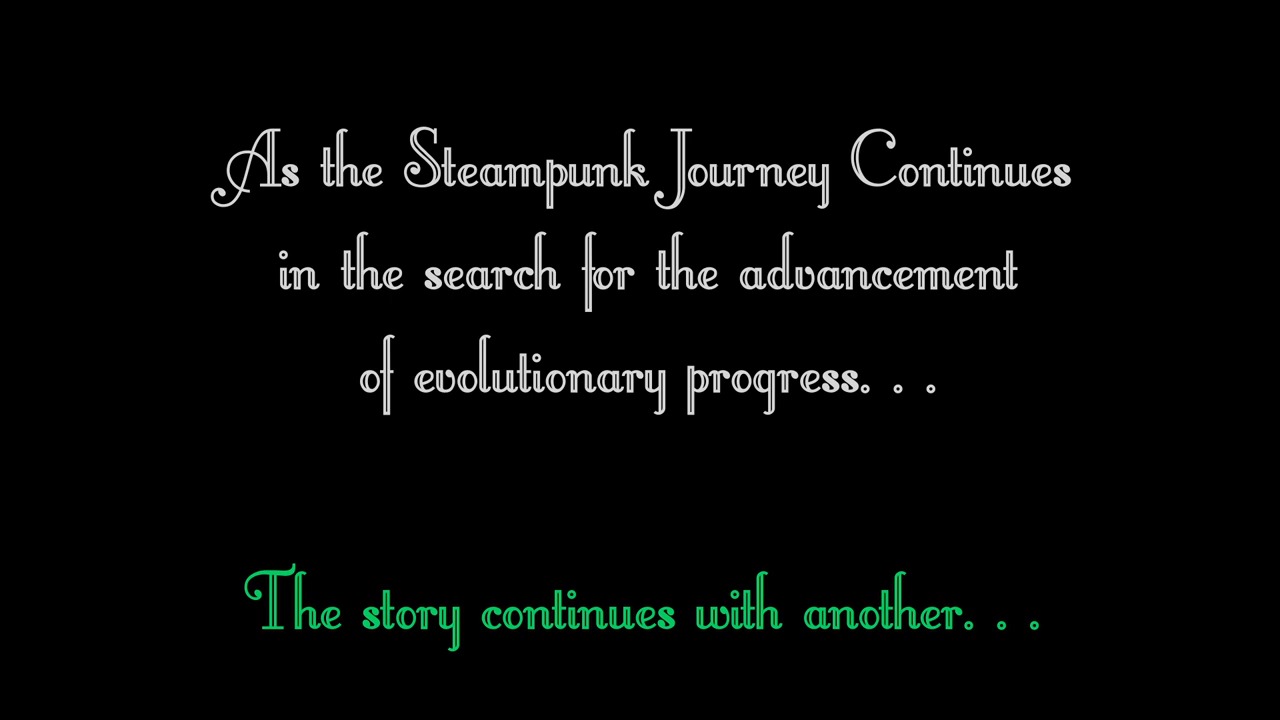 As the Steampunk Journey Continues
in the search for the advancement
of evolutionary progress. . .
The story continues with another. . .